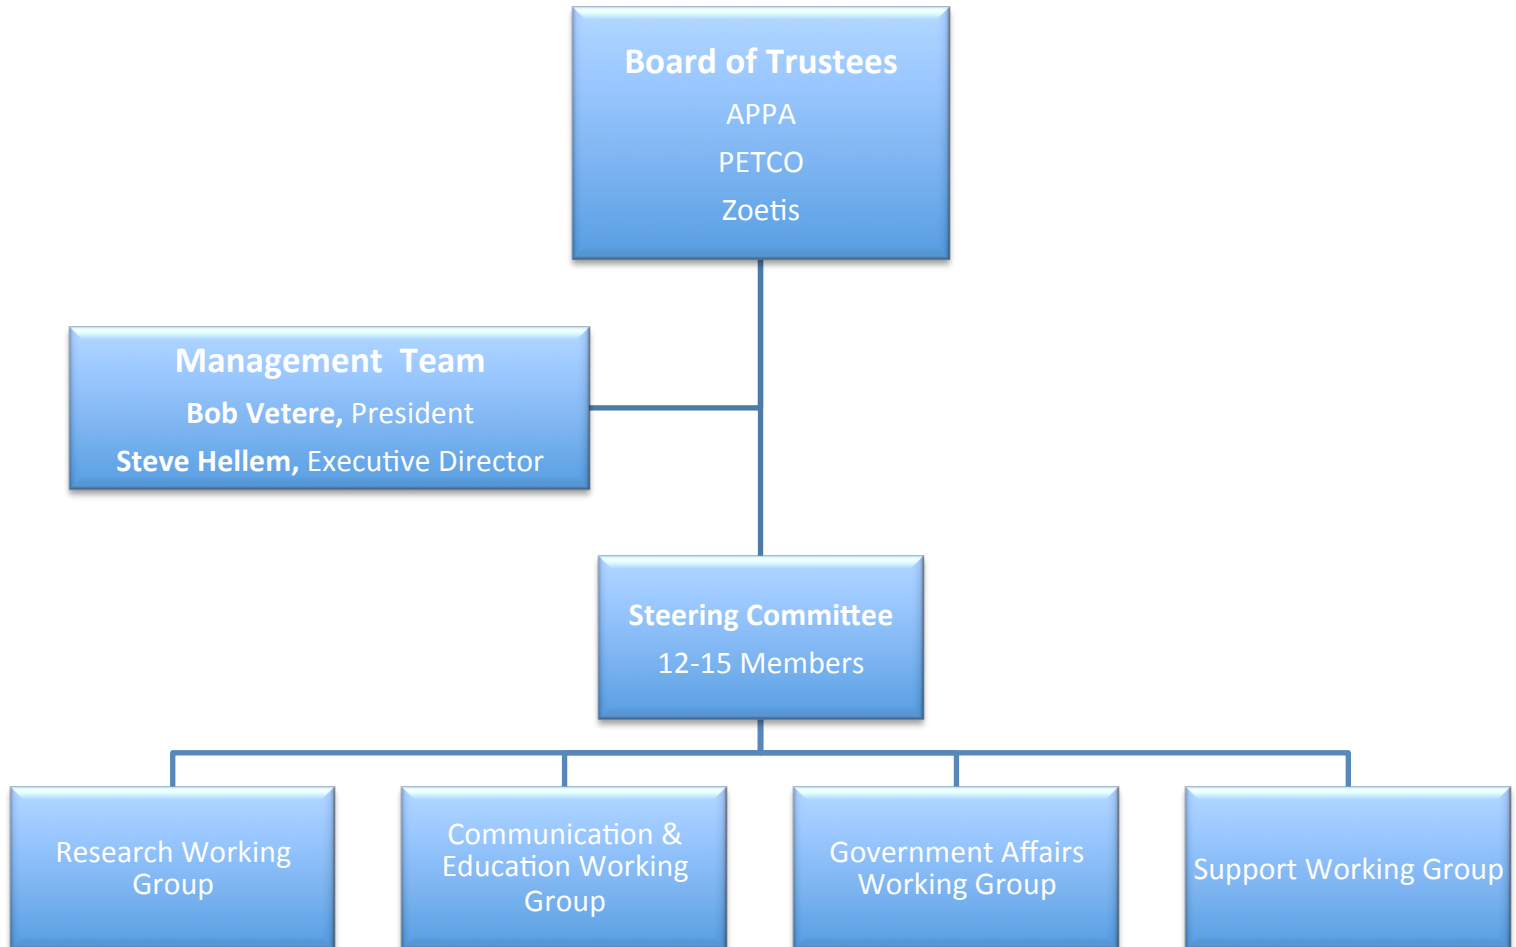 Board of Trustees
APPA
PETCO
Zoetis
Management Team
Bob Vetere, President
Steve Hellem, Executive Director
Steering Committee
12-15 Members
Research Working
Group
Communication &
Education Working
Group
Government Affairs
Working Group
Support Working Group